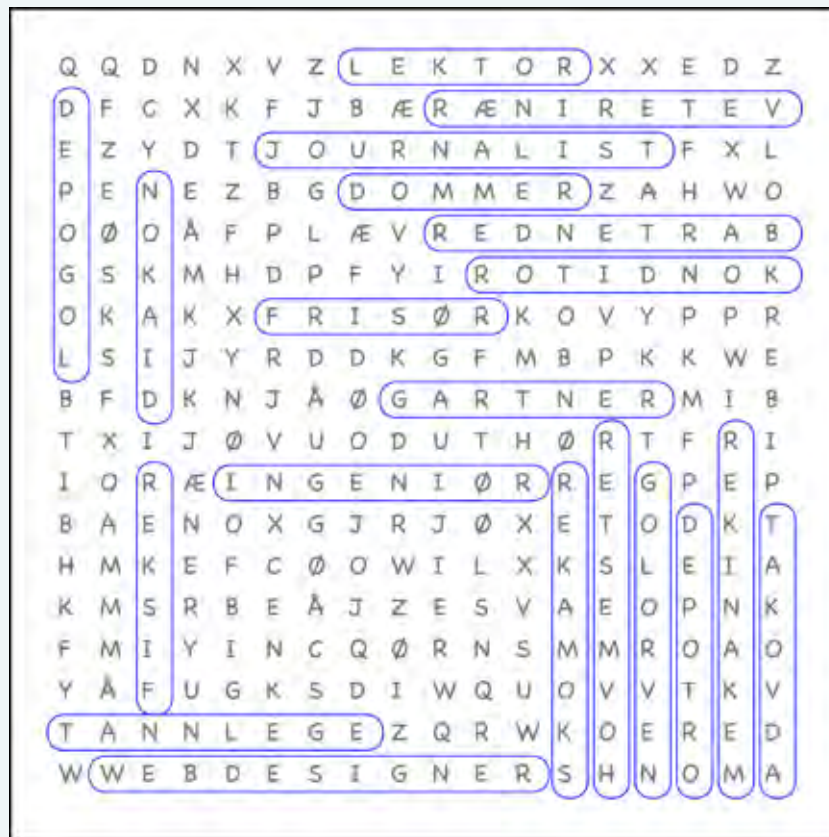 Q Q D N X V Z L E K T O R X X E D Z
D F C X K F J B Æ R Æ N I R E T E V
E Z Y D T J O U R N A L I S T F X L
P E N E Z B G D O M M E R Z A H W O
O Ø O Å F P L Æ V R E D N E T R A B
G S K M H D P F Y I R O T I D N O K
O K A K X F R I S Ø R K O V Y P P R
L S I J Y R D D K G F M B P K K W E
B F D K N J Å Ø G A R T N E R M I B
T X I J Ø V U O D U T H Ø R T F R I
I O R Æ I N G E N I Ø R R E G P E P
B A E N O X G J R J Ø X E T O D K T
H M K E F C Ø O W I L X K S L E I A
K M S R B E Å J Z E S V A E O P N K
F M I Y I N C Q Ø R N S M M R O A O
Y Å F U G K S D I W Q U O V V T K V
T A N N L E G E Z Q R W K O E R E D
W W E B D E S I G N E R S H N O M A